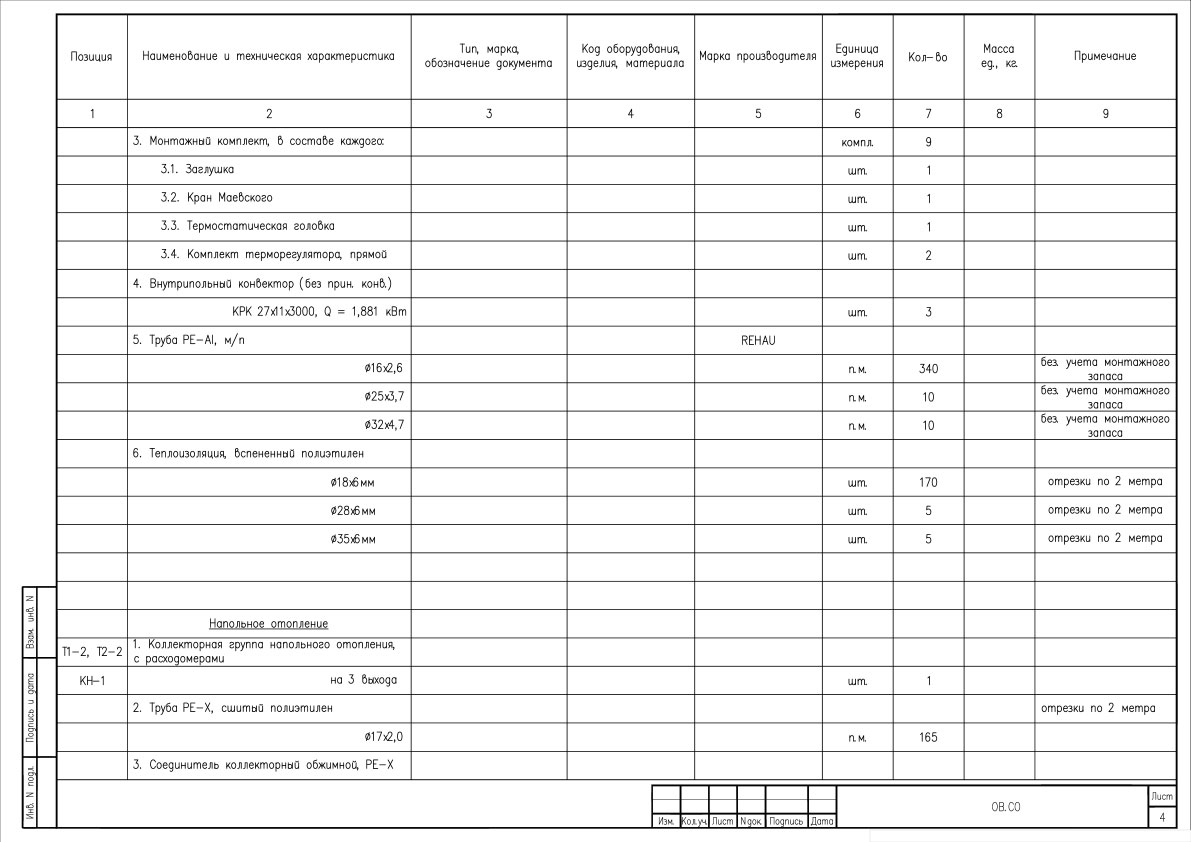 Позиция
Наименование и техническая характеристика
Тип, марка,
обозначение документа
Код оборудования,
изделия, материала
Марка производителя
Единица
измерения
Кол-во
Масса
ед., кг.
Примечание
1 2 3 4 5 6 7 8 9
3. Монтажный комплект, в составе каждого: компл. 9
3.1. Заглушка шт. 1
3.2. Кран Маевского шт. 1
3.3. Термостатическая головка шт. 1
3.4. Комплект терморегулятора, прямой шт. 2
4. Внутрипольный конвектор (без прин. конв.)
КРК 27х11х3000, Q = 1,881 кВт шт. 3
5. Труба PE-Al, м/п REHAU
ϕ16х2,6 п.м. 340 без. учета монтажного
запаса
ϕ25х3,7 п.м. 10 без. учета монтажного
запаса
ϕ32х4,7 п.м. 10 без. учета монтажного
запаса
6. Теплоизоляция, вспененный полиэтилен
ϕ18х6мм шт. 170 отрезки по 2 метра
ϕ28х6мм шт. 5 отрезки по 2 метра
ϕ35х6мм шт. 5 отрезки по 2 метра
Напольное отопление
Т1-2, Т2-2 1. Коллекторная группа напольного отопления,
с расходомерами
КН-1 на 3 выхода шт. 1
2. Труба PE-X, сшитый полиэтилен отрезки по 2 метра
ϕ17х2,0 п.м. 165
3. Соединитель коллекторный обжимной, PE-X
Взам. инв. N
Подпись и дата
Инв. N подл.
Изм. Кол.уч. Лист Nдок. Подпись Дата
ОВ.СО
Лист
4